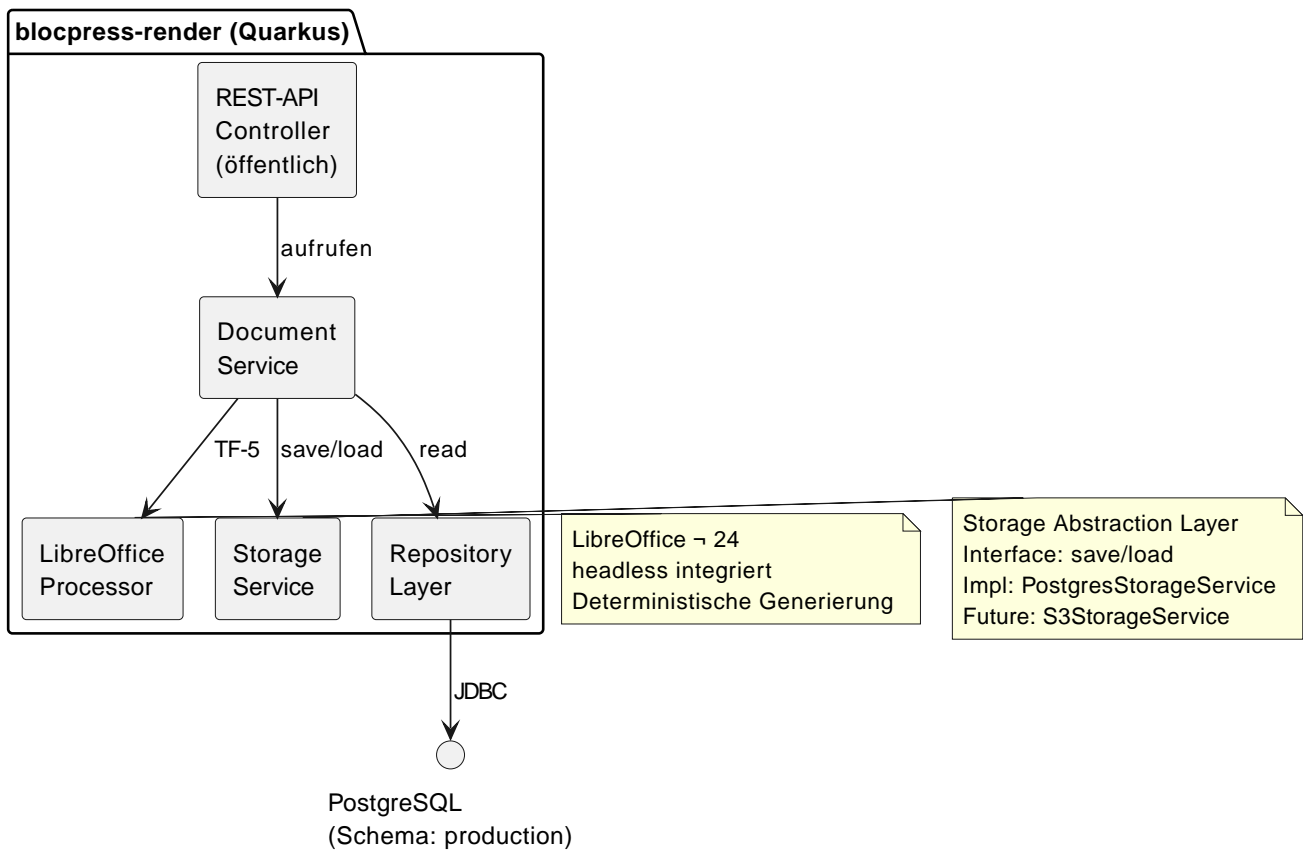 blocpress-render (Quarkus)
REST-API
Controller
(öffentlich)
aufrufen
Document
Service
TF-5
save/load
read
LibreOffice
Processor
Storage
Service
Repository
Layer
LibreOffice ¬ 24
headless integriert
Deterministische Generierung
Storage Abstraction Layer
Interface: save/load
Impl: PostgresStorageService
Future: S3StorageService
JDBC
PostgreSQL
(Schema: production)